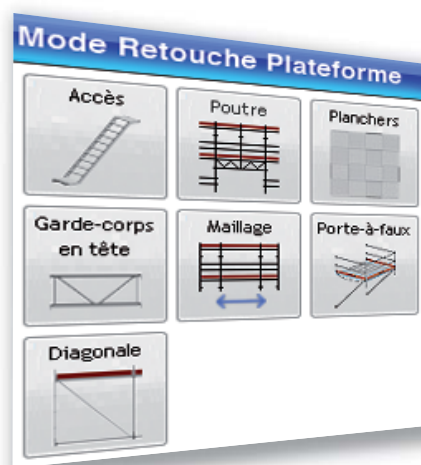 Mode Retouche Plateforme
Accès
Poutre
Planchers
Garde-corps
en tête
Maillage
Porte-à-faux
Diagonale